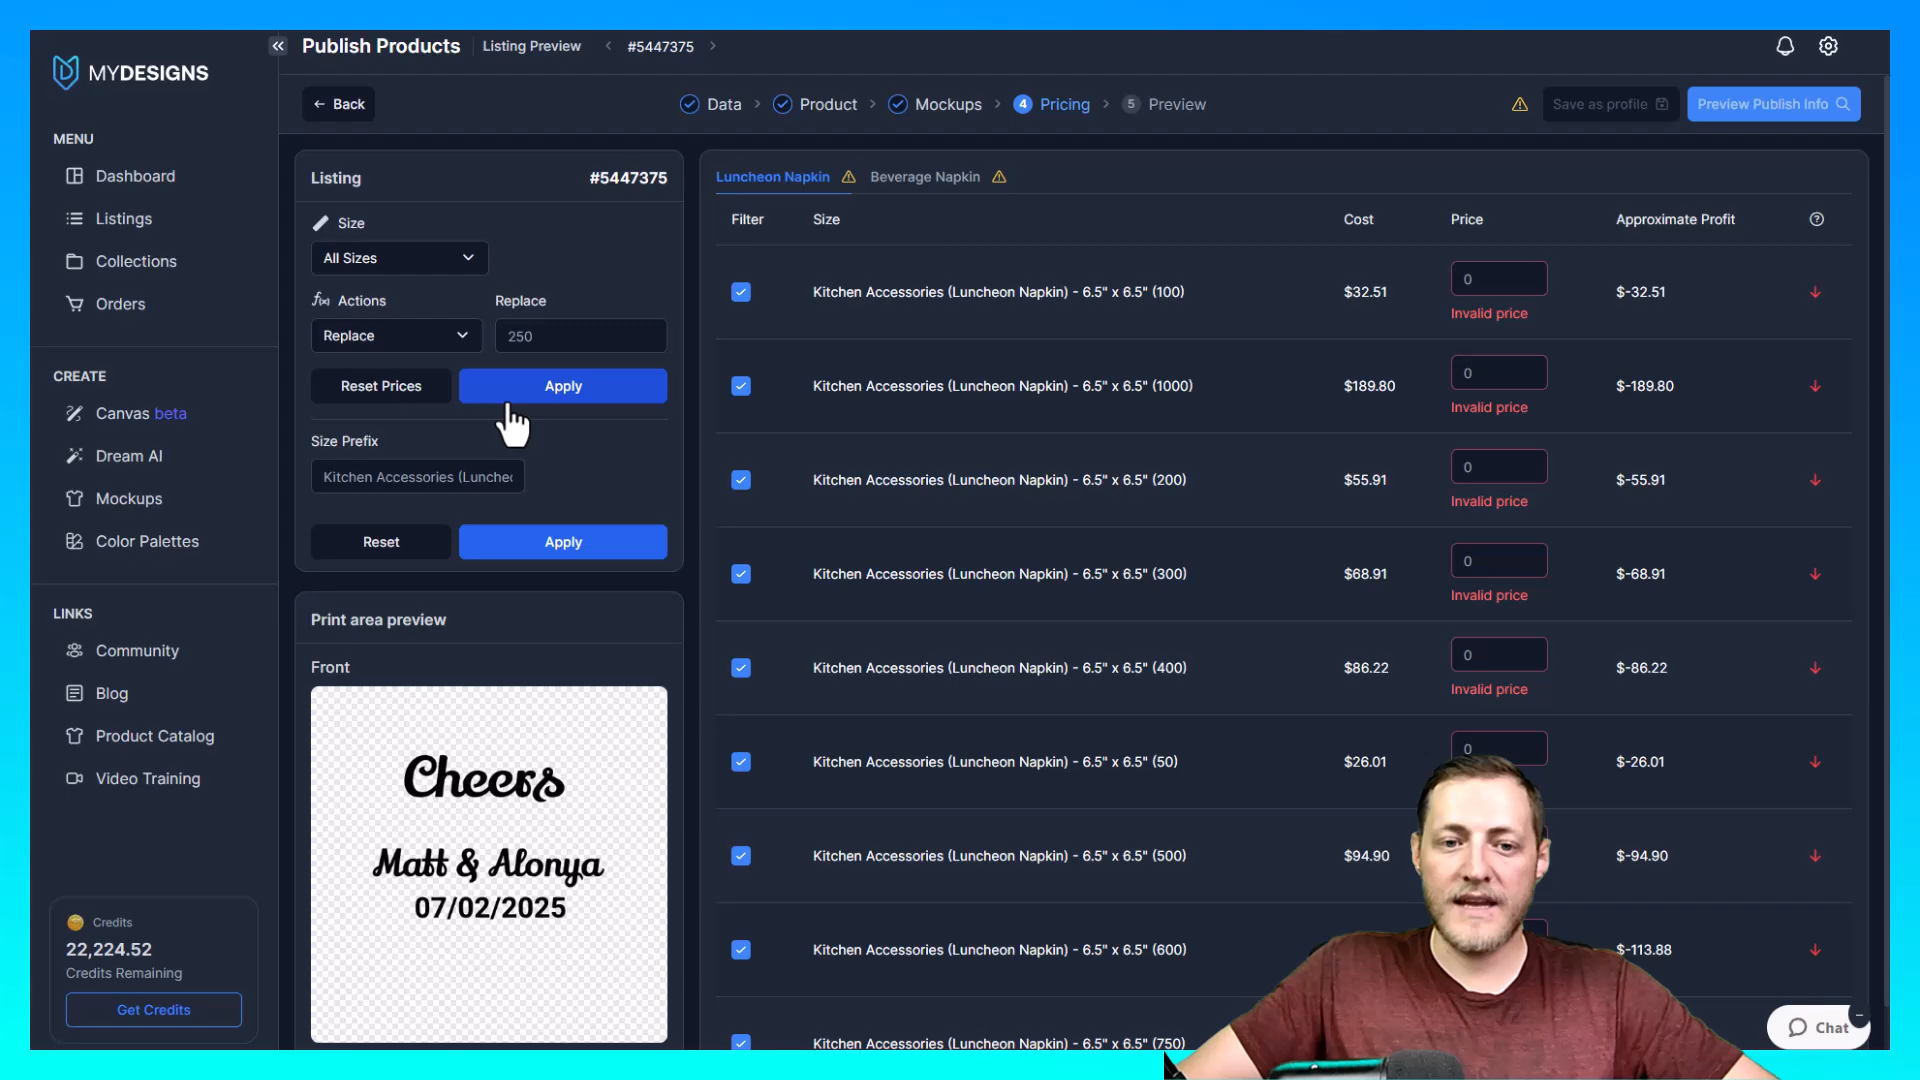 Publish Products
Listing Preview
#5447375
MYDESIGNS
Back
Data
Product
Mockups
4 Pricing
5 Preview
Save as profile
Preview Publish Info
MENU
Dashboard
Listings
Collections
Orders
CREATE
Canvas beta
Dream AI
Mockups
Color Palettes
LINKS
Community
Blog
Product Catalog
Video Training
Credits
22,224.52
Credits Remaining
Get Credits
Listing #5447375
Size
All Sizes
Actions Replace
Replace 250
Reset Prices Apply
Size Prefix
Kitchen Accessories (Lunchec
Reset Apply
Print area preview
Front
Cheers
Matt & Alonya
07/02/2025
Luncheon Napkin Beverage Napkin
Filter Size Cost Price Approximate Profit
Kitchen Accessories (Luncheon Napkin) - 6.5" x 6.5" (100) $32.51 0 $-32.51
Invalid price
Kitchen Accessories (Luncheon Napkin) - 6.5" x 6.5" (1000) $189.80 0 $-189.80
Invalid price
Kitchen Accessories (Luncheon Napkin) - 6.5" x 6.5" (200) $55.91 0 $-55.91
Invalid price
Kitchen Accessories (Luncheon Napkin) - 6.5" x 6.5" (300) $68.91 0 $-68.91
Invalid price
Kitchen Accessories (Luncheon Napkin) - 6.5" x 6.5" (400) $86.22 0 $-86.22
Invalid price
Kitchen Accessories (Luncheon Napkin) - 6.5" x 6.5" (50) $26.01 0 $-26.01
Kitchen Accessories (Luncheon Napkin) - 6.5" x 6.5" (500) $94.90 $-94.90
Kitchen Accessories (Luncheon Napkin) - 6.5" x 6.5" (600) $-113.88
Kitchen Accessories (Luncheon Napkin) - 6.5" x 6.5" (750)
Chat